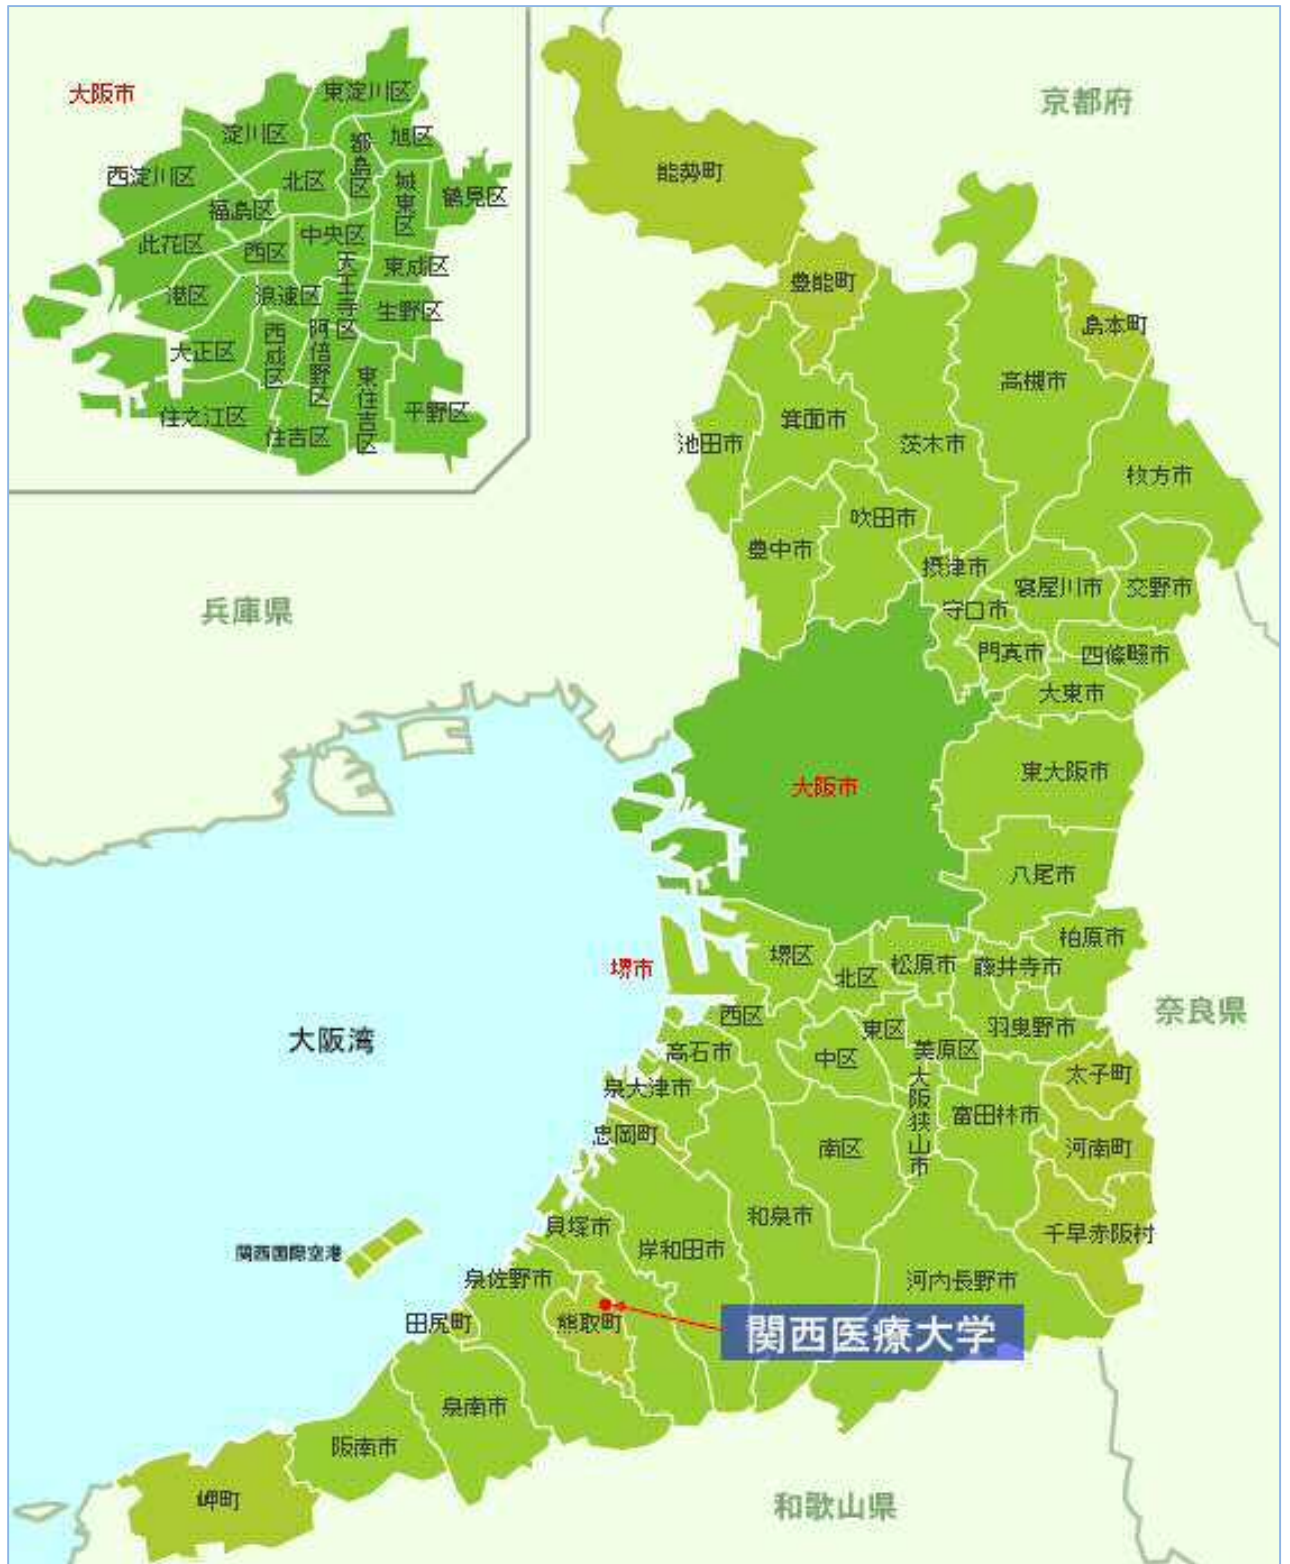 大阪市
東淀川区
淀川区
都島区
旭区
西淀川区
北区
城東区
鶴見区
福島区
此花区
西区
中央区
東成区
港区
浪速区
天王寺区
生野区
大正区
西成区
阿倍野区
東住吉区
平野区
住之江区
住吉区
京都府
能勢町
豊能町
島本町
高槻市
箕面市
池田市
茨木市
枚方市
吹田市
豊中市
摂津市
寝屋川市
交野市
守口市
門真市
四條畷市
大東市
兵庫県
東大阪市
大阪市
八尾市
柏原市
堺市
堺区
北区
松原市
藤井寺市
奈良県
西区
東区
羽曳野市
大阪湾
高石市
中区
美原区
太子町
泉大津市
大阪狭山市
富田林市
忠岡町
南区
河南町
貝塚市
和泉市
千早赤阪村
岸和田市
関西国際空港
泉佐野市
河内長野市
田尻町
熊取町
関西医療大学
泉南市
阪南市
岬町
和歌山県